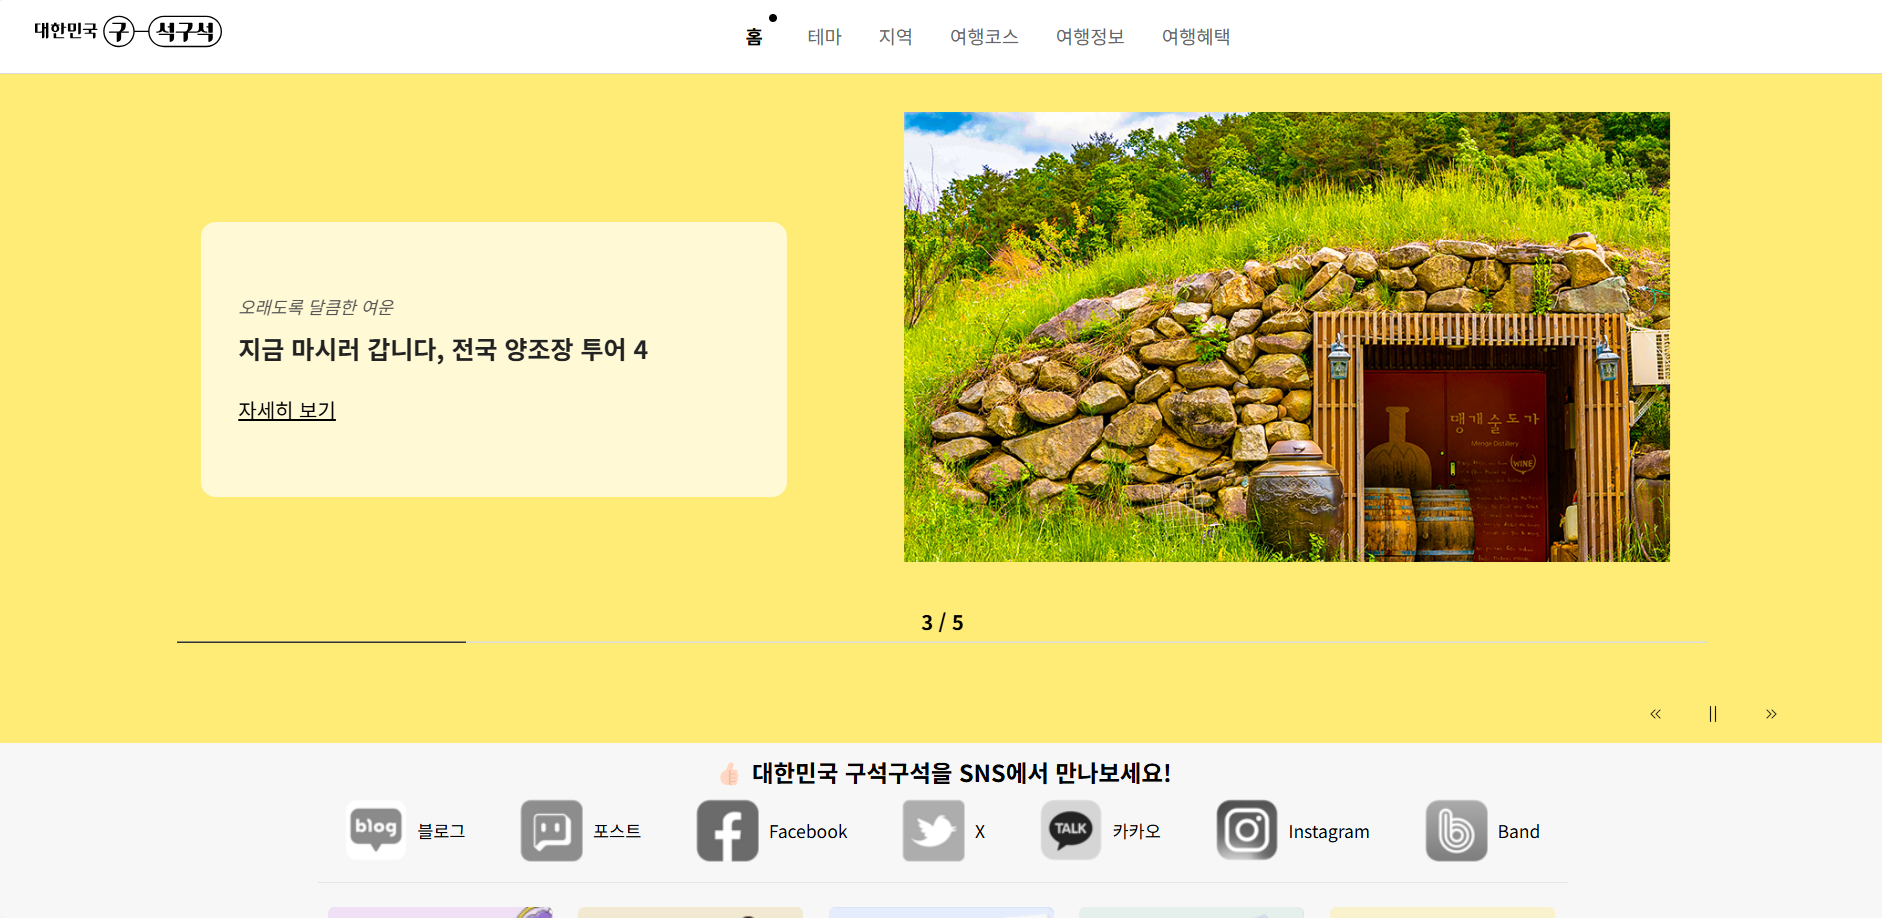 대한민국 구석구석
홈 테마 지역 여행코스 여행정보 여행혜택
오래도록 달큼한 여운
지금 마시러 갑니다, 전국 양조장 투어 4
자세히 보기
맹개술도가
Menge Distillery
WINE
3 / 5
대한민국 구석구석을 SNS에서 만나보세요!
blog 블로그 포스트 Facebook X TALK 카카오 Instagram Band